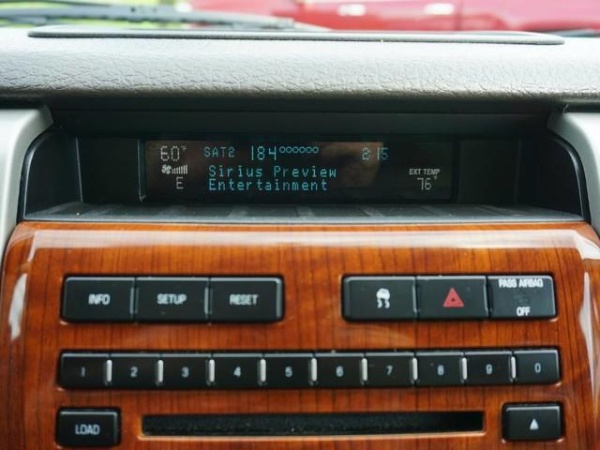 60° SAT2 184°°°°°° 2:15
Sirius Preview
E Entertainment EXT TEMP 76°
INFO SETUP RESET PASS AIRBAG OFF
1 2 3 4 5 6 7 8 9 0
LOAD